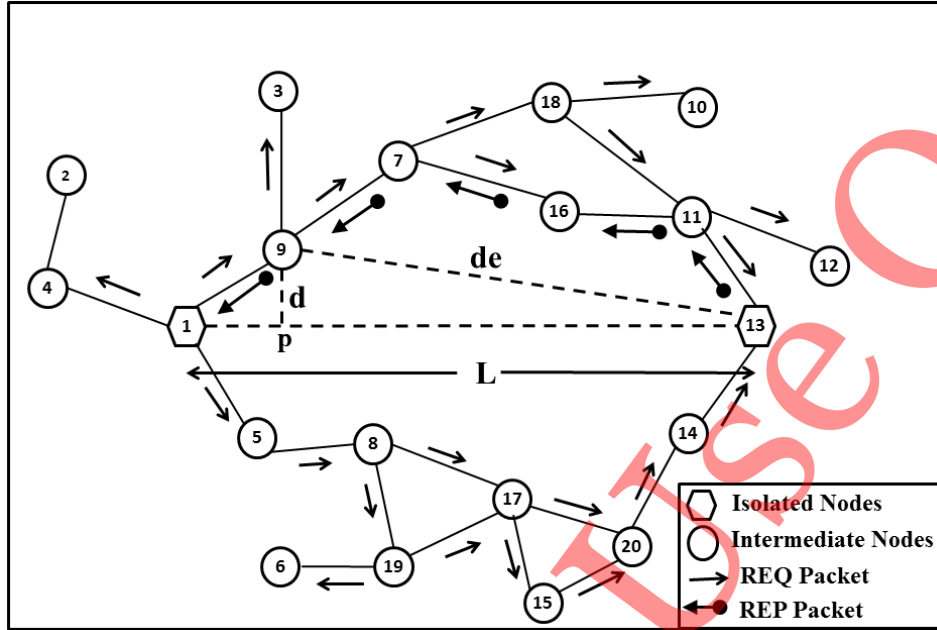 3
18
10
7
2
16
11
9
de
12
4
d
1
13
p
L
5
8
14
17
Isolated Nodes
Intermediate Nodes
20
6
19
REQ Packet
15
REP Packet
Use O